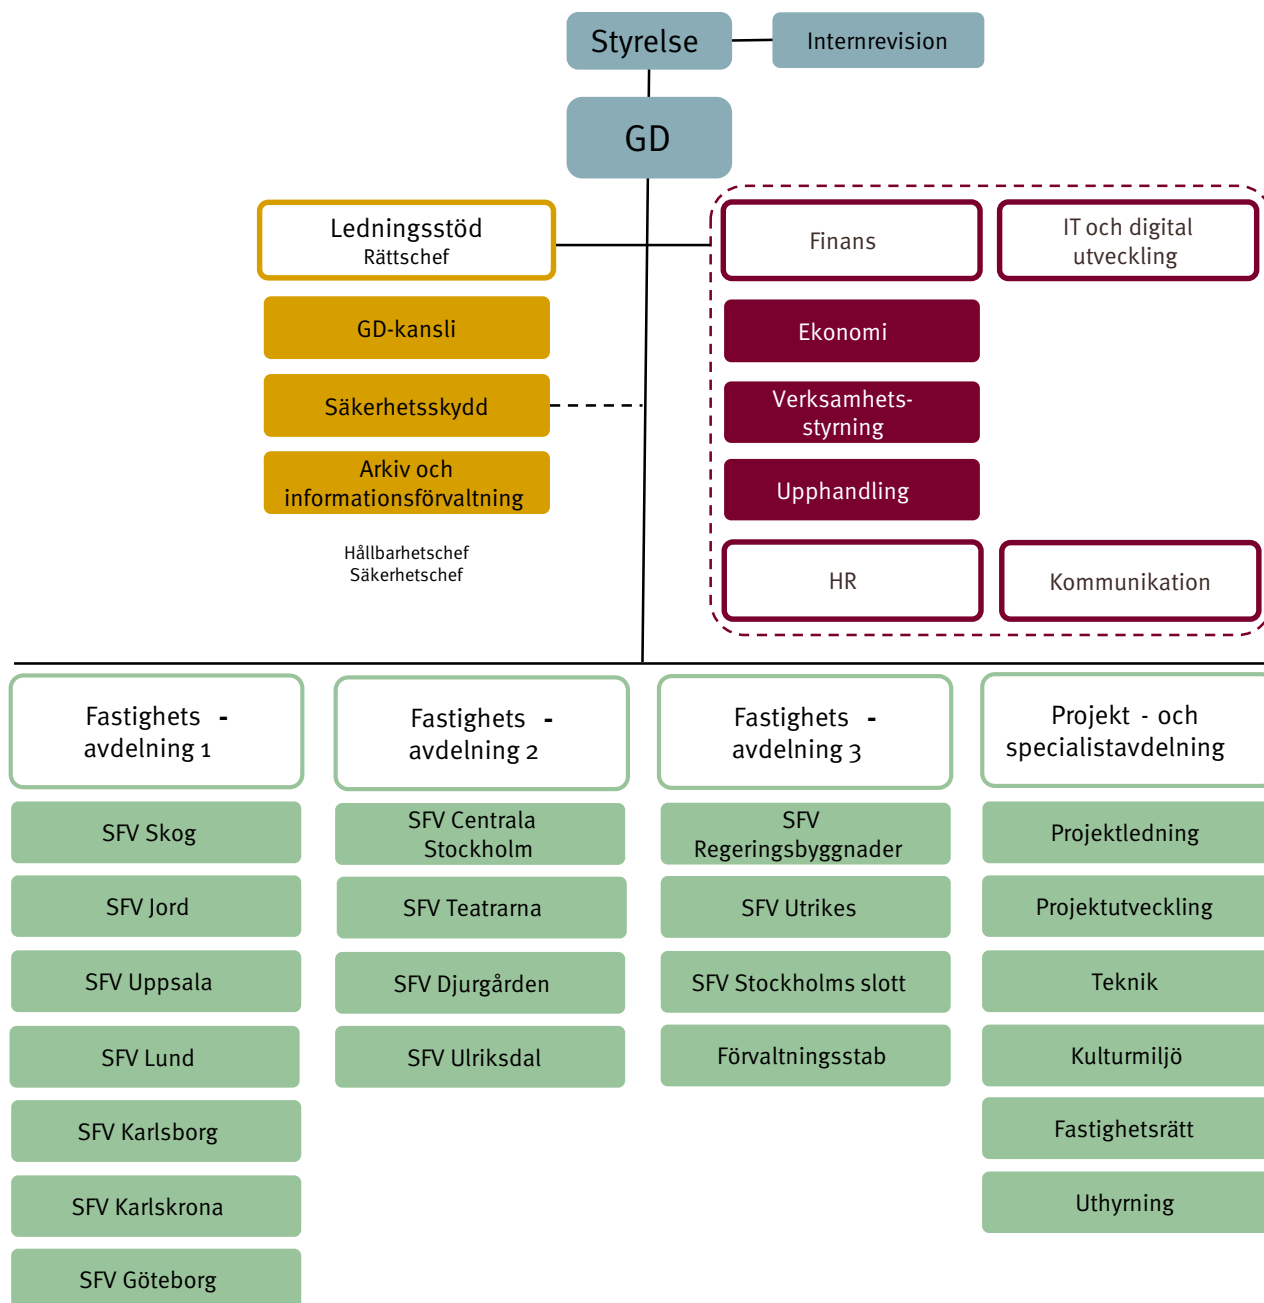 Styrelse
Internrevision
GD
Ledningsstöd
Rättschef
GD-kansli
Säkerhetsskydd
Arkiv och
informationsförvaltning
Hållbarhetschef
Säkerhetschef
Finans
IT och digital
utveckling
Ekonomi
Verksamhets-
styrning
Upphandling
HR
Kommunikation
Fastighets -
avdelning 1
SFV Skog
SFV Jord
SFV Uppsala
SFV Lund
SFV Karlsborg
SFV Karlskrona
SFV Göteborg
Fastighets -
avdelning 2
SFV Centrala
Stockholm
SFV Teatrarna
SFV Djurgården
SFV Ulriksdal
Fastighets -
avdelning 3
SFV
Regeringsbyggnader
SFV Utrikes
SFV Stockholms slott
Förvaltningsstab
Projekt - och
specialistavdelning
Projektledning
Projektutveckling
Teknik
Kulturmiljö
Fastighetsrätt
Uthyrning